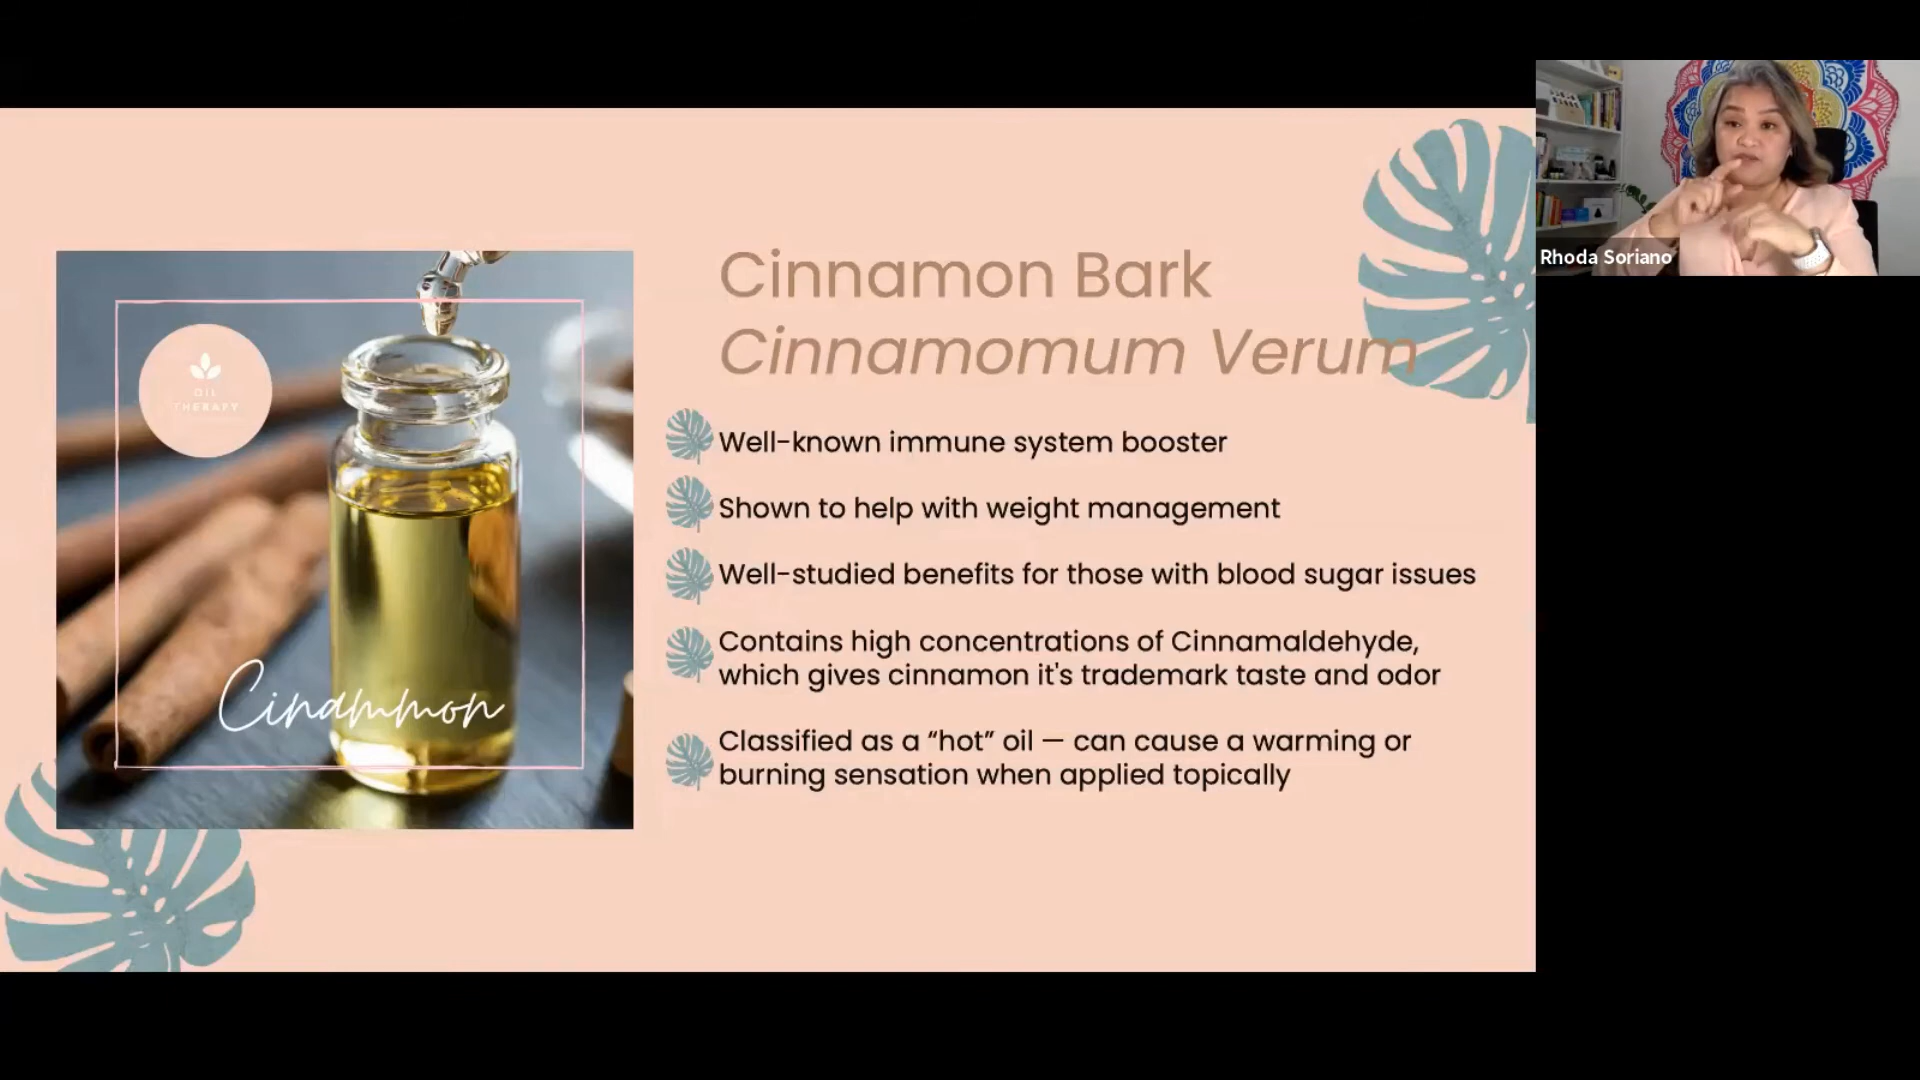 Cinnamon Bark
Cinnamomum Verum
OIL
THERAPY
Cinammon
Well-known immune system booster
Shown to help with weight management
Well-studied benefits for those with blood sugar issues
Contains high concentrations of Cinnamaldehyde,
which gives cinnamon it's trademark taste and odor
Classified as a “hot” oil — can cause a warming or
burning sensation when applied topically
Rhoda Soriano